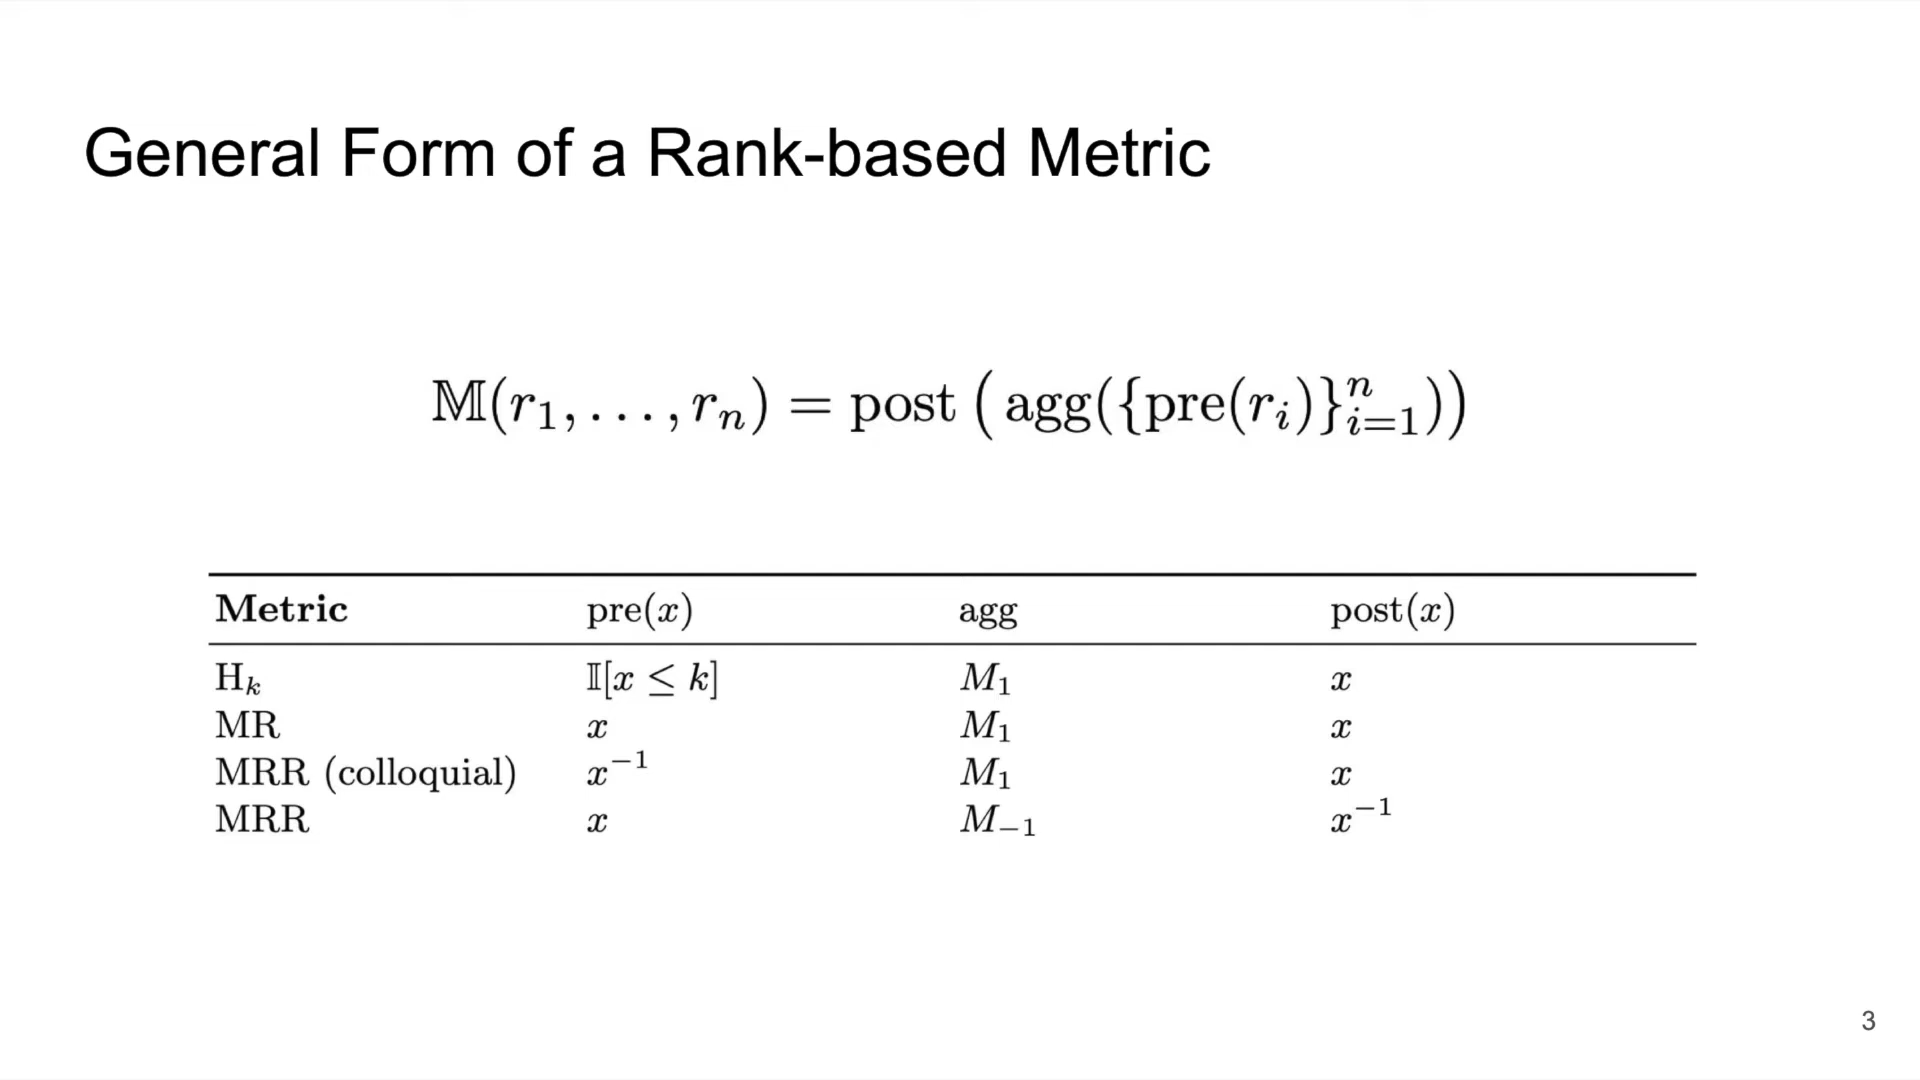 General Form of a Rank-based Metric
𝕄(r₁, . . . , rₙ) = post ( agg({pre(rᵢ)}ⁿᵢ₌₁))
Metric pre(x) agg post(x)
Hₖ 𝕀[x ≤ k] M₁ x
MR x M₁ x
MRR (colloquial) x⁻¹ M₁ x
MRR x M₋₁ x⁻¹
3